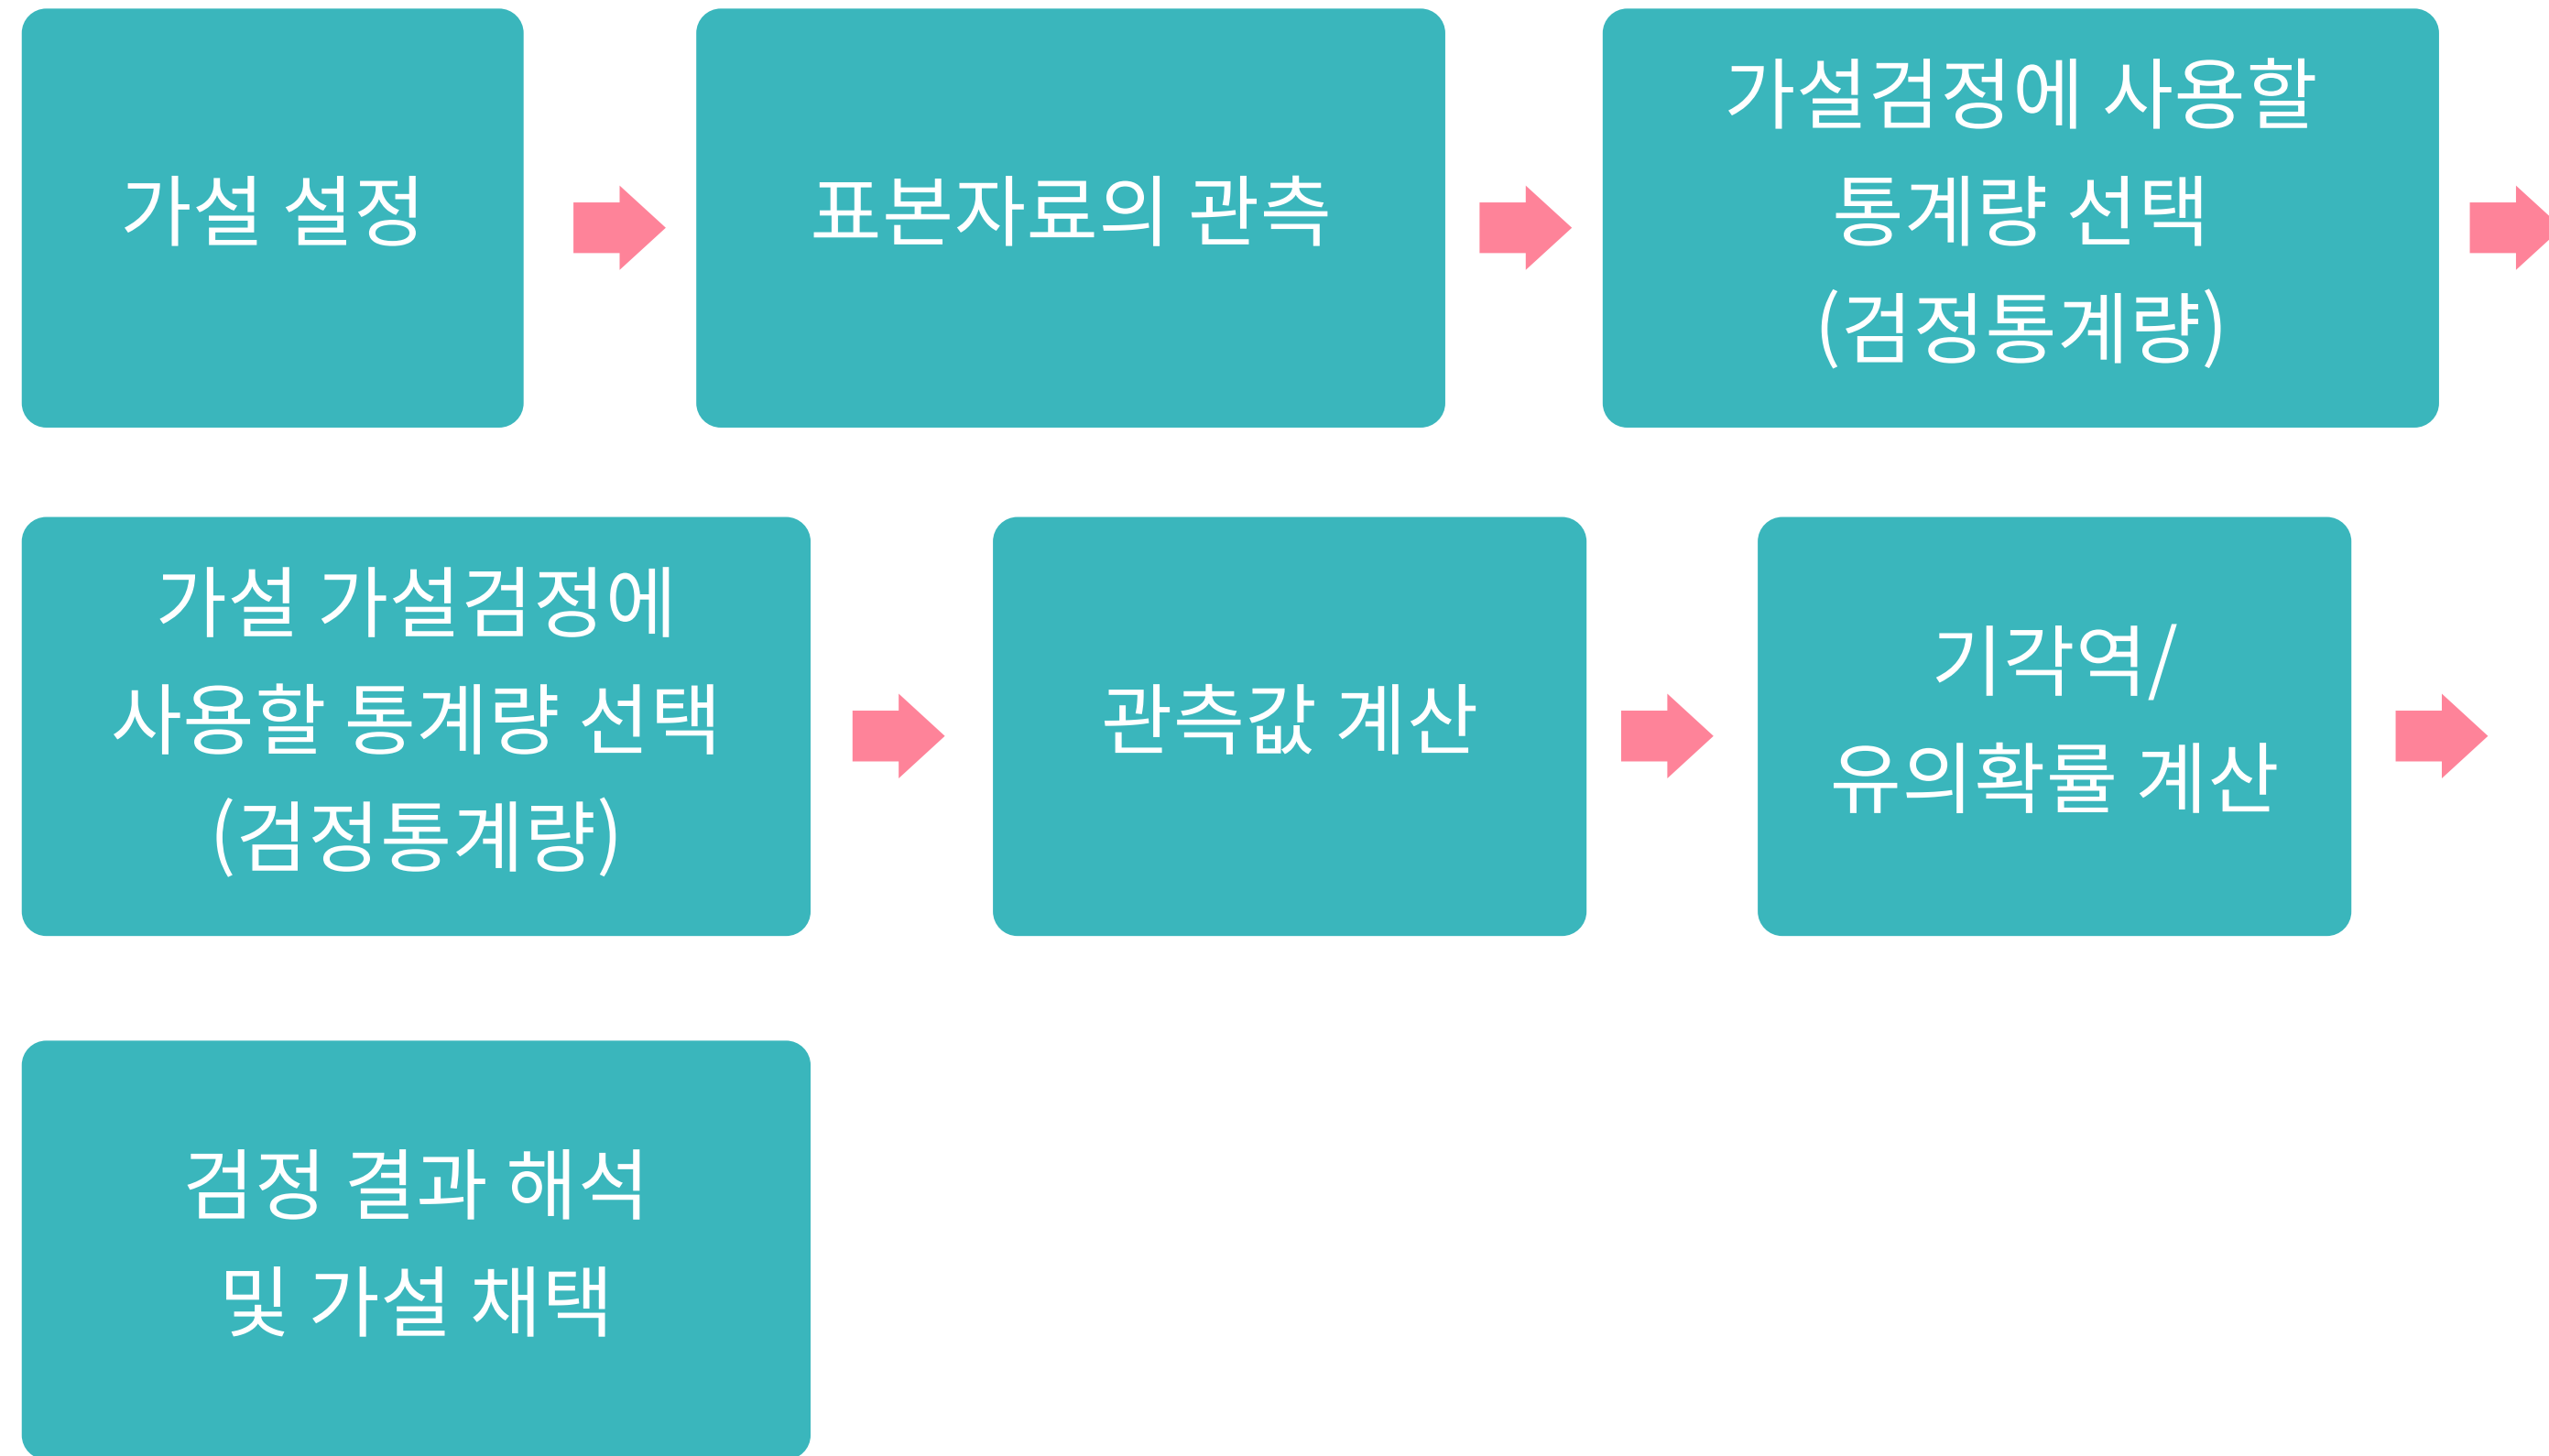 가설 설정
표본자료의 관측
가설검정에 사용할
통계량 선택
(검정통계량)
가설 가설검정에
사용할 통계량 선택
(검정통계량)
관측값 계산
기각역/
유의확률 계산
검정 결과 해석
및 가설 채택